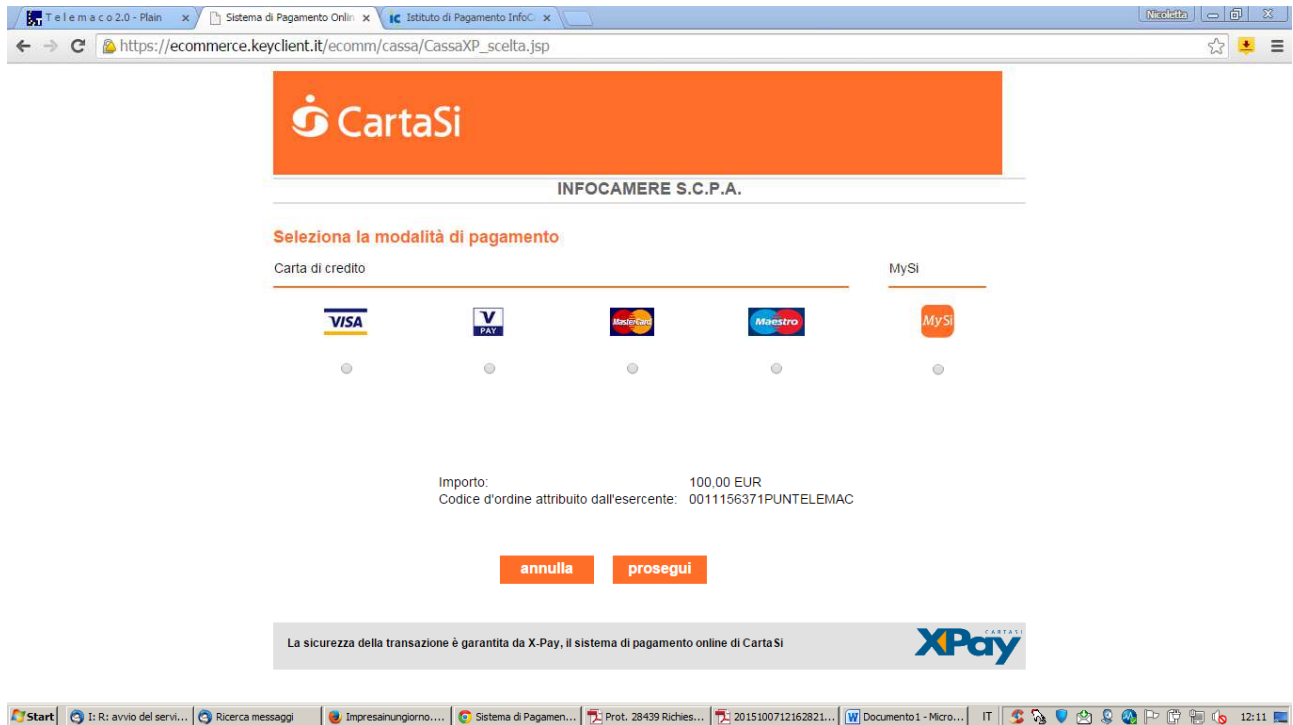 T e l e m a c o 2.0 - Plain
Sistema di Pagamento Onlin
ic Istituto di Pagamento InfoC
Nicoletta
https://ecommerce.keyclient.it/ecomm/cassa/CassaXP_scelta.jsp
CartaSi
INFOCAMERE S.C.P.A.
Seleziona la modalità di pagamento
Carta di credito
MySi
VISA
V PAY
MasterCard
Maestro
MySi
Importo: 100,00 EUR
Codice d'ordine attribuito dall'esercente: 0011156371PUNTELEMAC
annulla prosegui
La sicurezza della transazione è garantita da X-Pay, il sistema di pagamento online di CartaSi
CARTASI
XPay
Start I: R: avvio del servi... Ricerca messaggi Impresainungiorno.... Sistema di Pagamen... Prot. 28439 Richies... 2015100712162821... Documento1 - Micro... IT 12:11